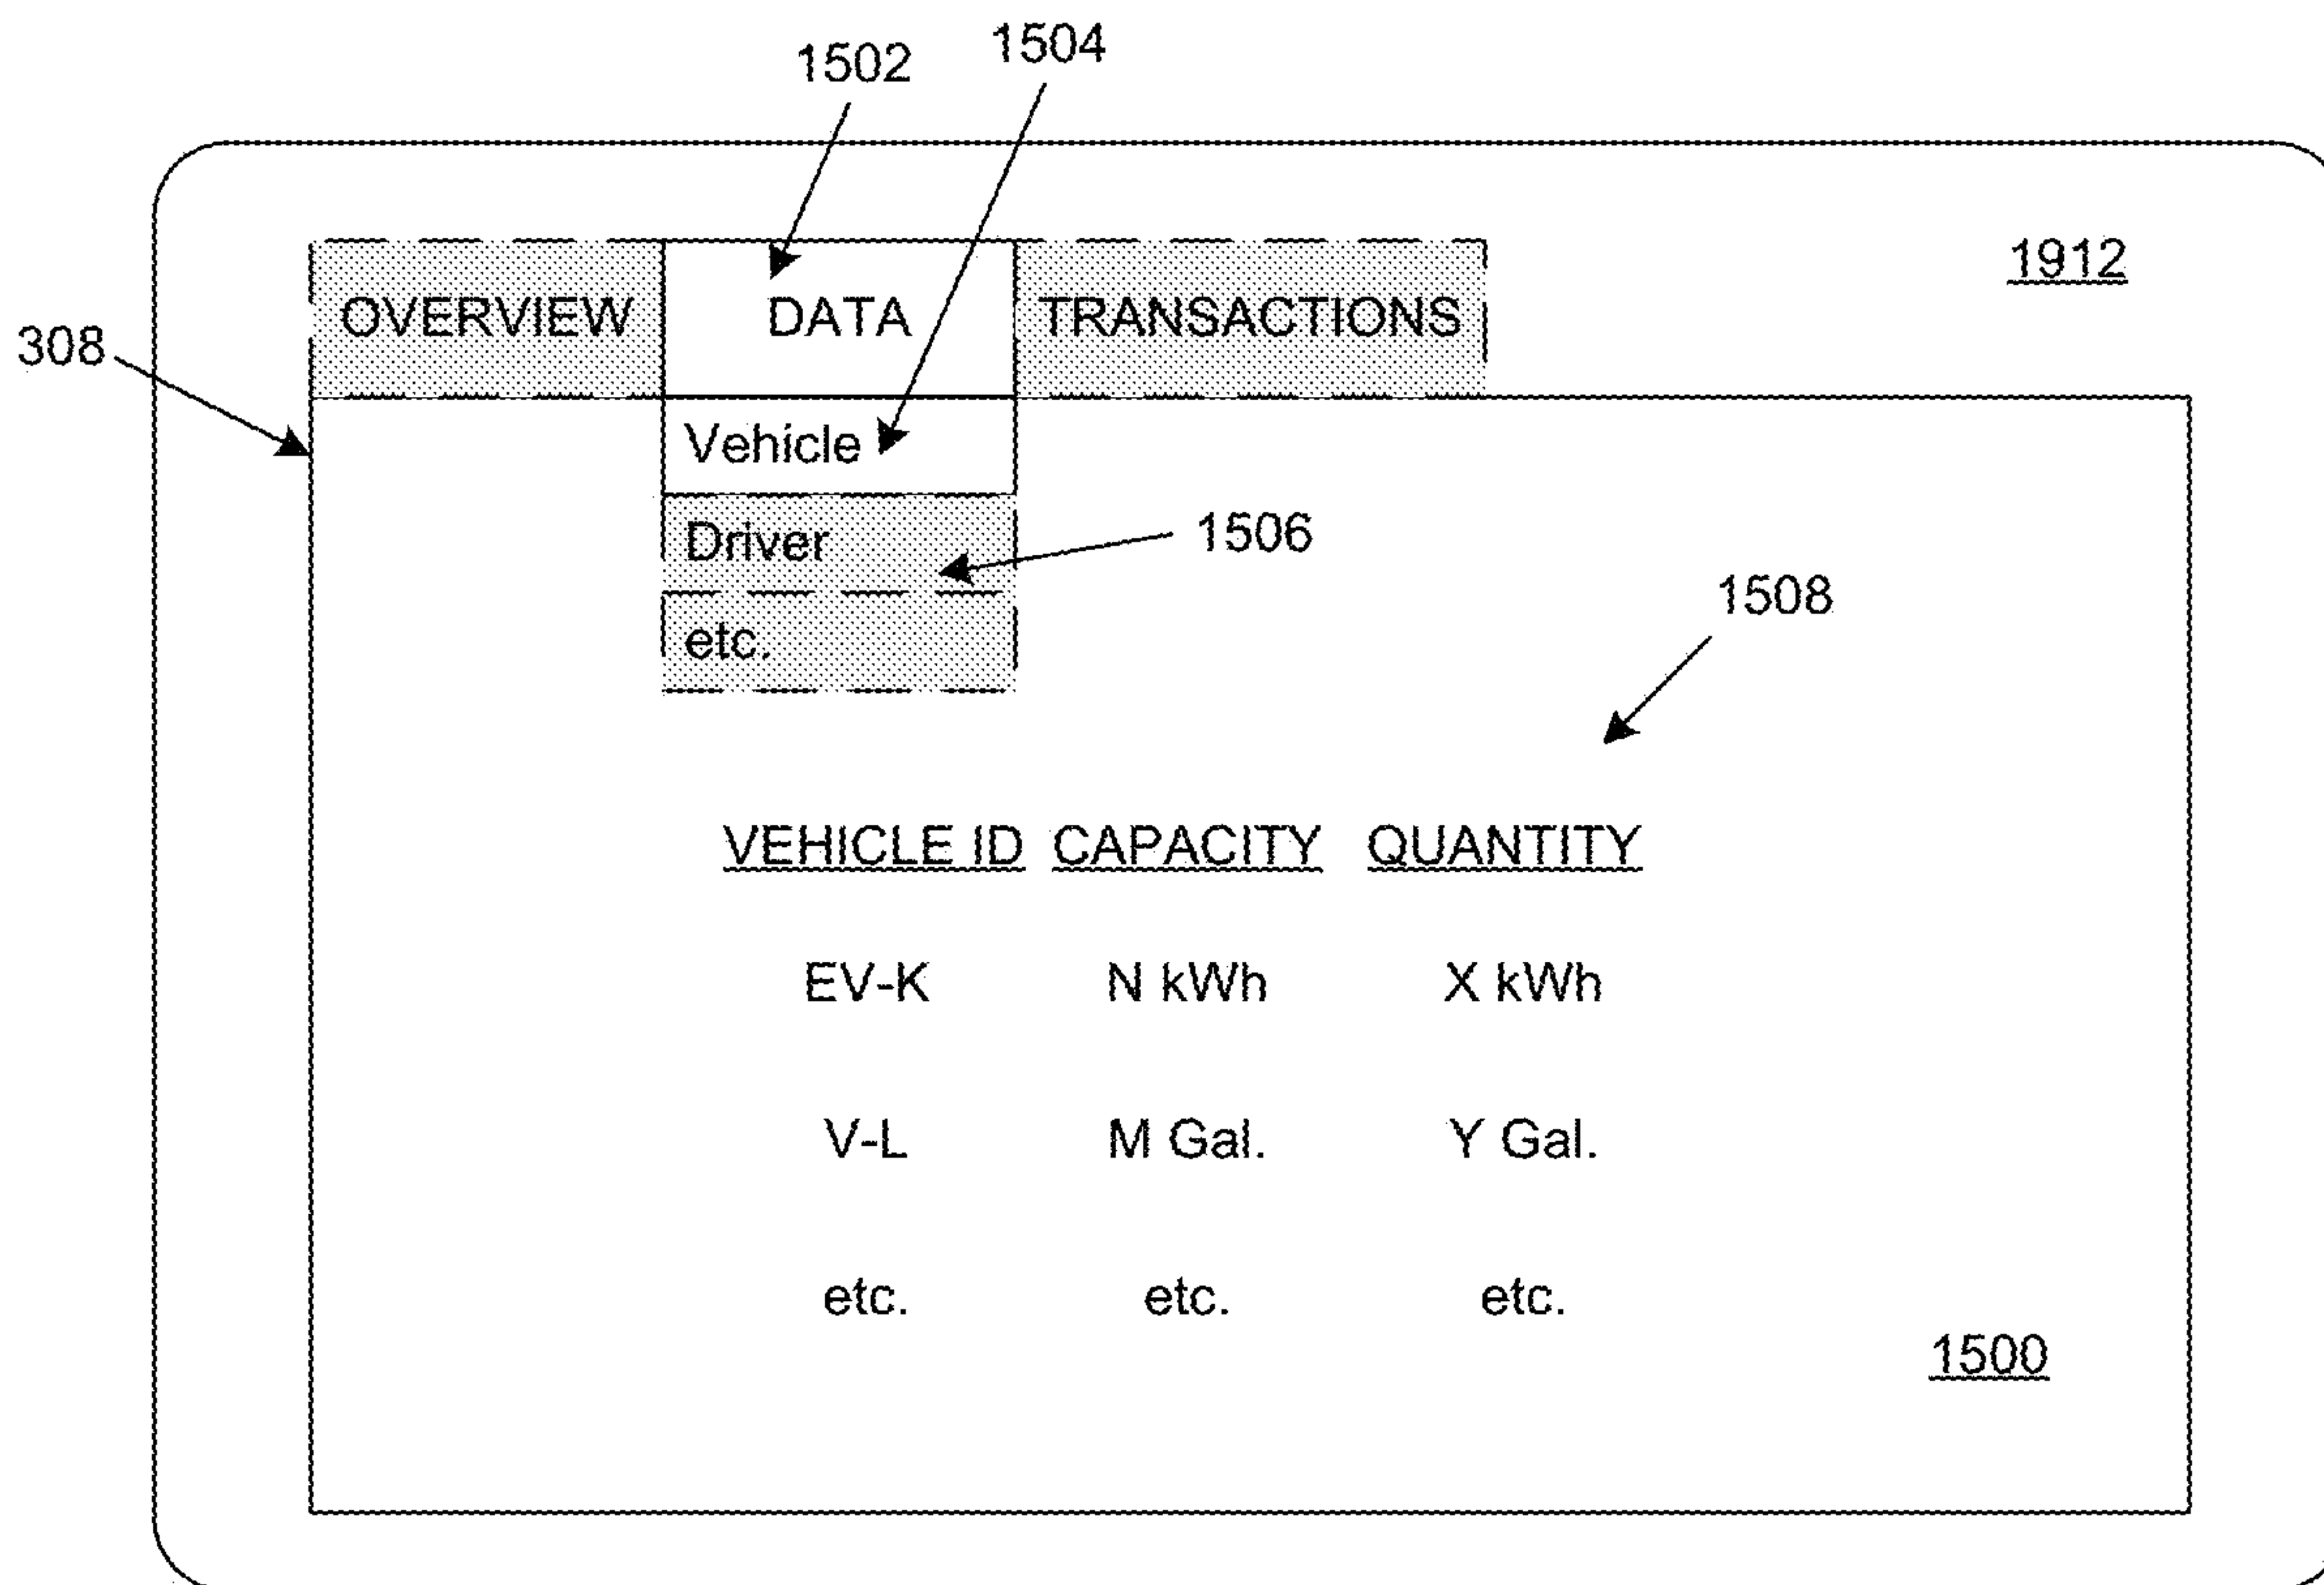 1504
1502
1912
OVERVIEW DATA TRANSACTIONS
308
Vehicle
Driver
1506
1508
etc.
VEHICLE ID CAPACITY QUANTITY
EV-K N kWh X kWh
V-L M Gal. Y Gal.
etc. etc. etc.
1500